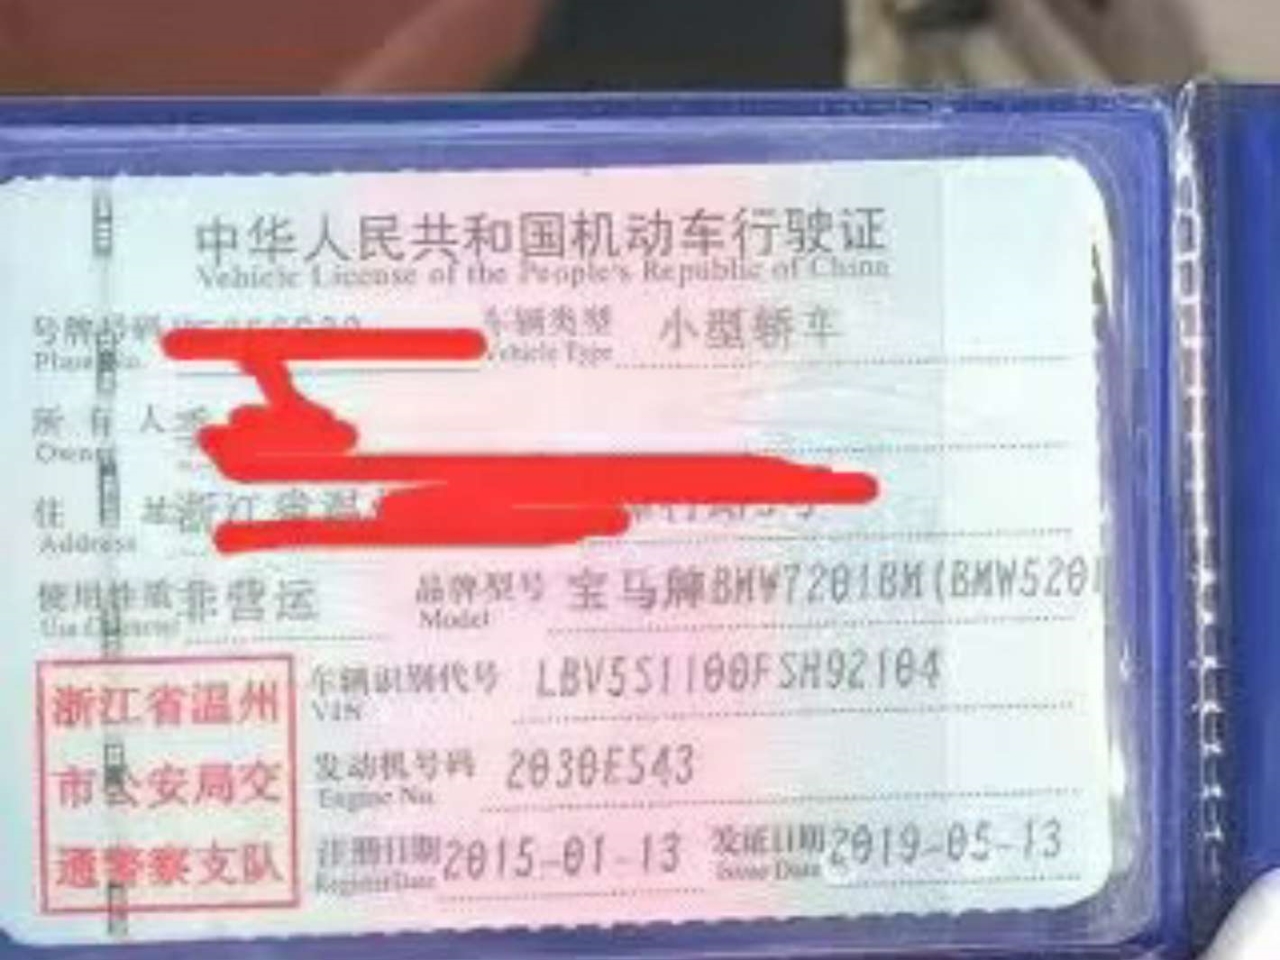 中华人民共和国机动车行驶证
Vehicle License of the People's Republic of China
号牌号码 车辆类型 小型轿车
Plate No. Vehicle Type
所有人
Owner
住址 浙江省温
Address
使用性质 非营运 品牌型号 宝马牌BMW7201BM(BMW520
Use Character Model
车辆识别代号 LBV5S1100FSH92104
VIN
发动机号码 2030E543
Engine No.
注册日期 2015-01-13 发证日期 2019-05-13
Register Date Issue Date
浙江省温州
市公安局交
通警察支队